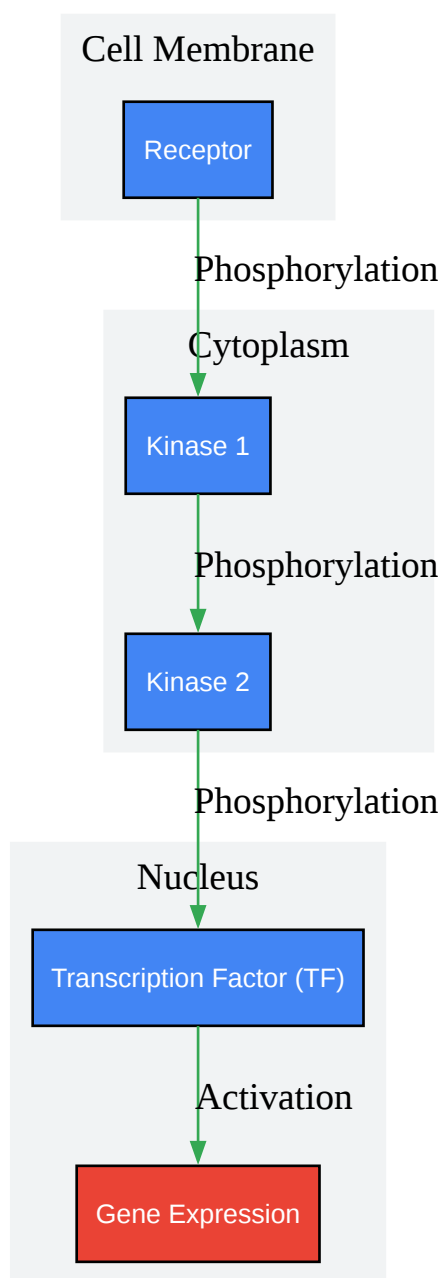 Cell Membrane
Receptor
Phosphorylation
Cytoplasm
Kinase 1
Phosphorylation
Kinase 2
Phosphorylation
Nucleus
Transcription Factor (TF)
Activation
Gene Expression